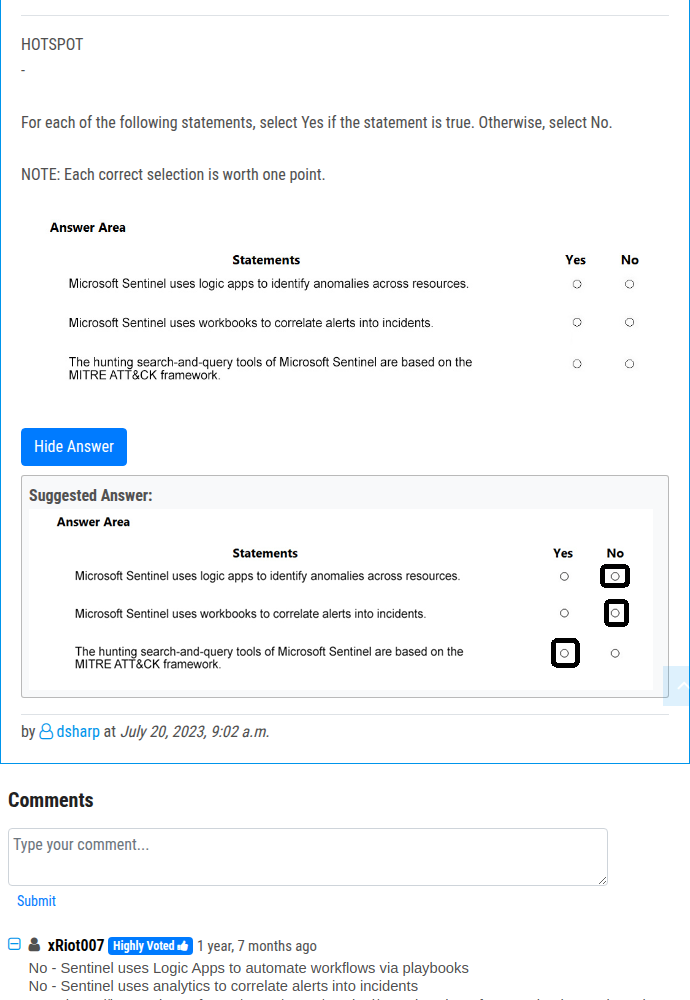 HOTSPOT
-
For each of the following statements, select Yes if the statement is true. Otherwise, select No.
NOTE: Each correct selection is worth one point.
Answer Area
Statements Yes No
Microsoft Sentinel uses logic apps to identify anomalies across resources.
Microsoft Sentinel uses workbooks to correlate alerts into incidents.
The hunting search-and-query tools of Microsoft Sentinel are based on the
MITRE ATT&CK framework.
Hide Answer
Suggested Answer:
Answer Area
Statements Yes No
Microsoft Sentinel uses logic apps to identify anomalies across resources.
Microsoft Sentinel uses workbooks to correlate alerts into incidents.
The hunting search-and-query tools of Microsoft Sentinel are based on the
MITRE ATT&CK framework.
by dsharp at July 20, 2023, 9:02 a.m.
Comments
Type your comment...
Submit
xRiot007 Highly Voted 1 year, 7 months ago
No - Sentinel uses Logic Apps to automate workflows via playbooks
No - Sentinel uses analytics to correlate alerts into incidents